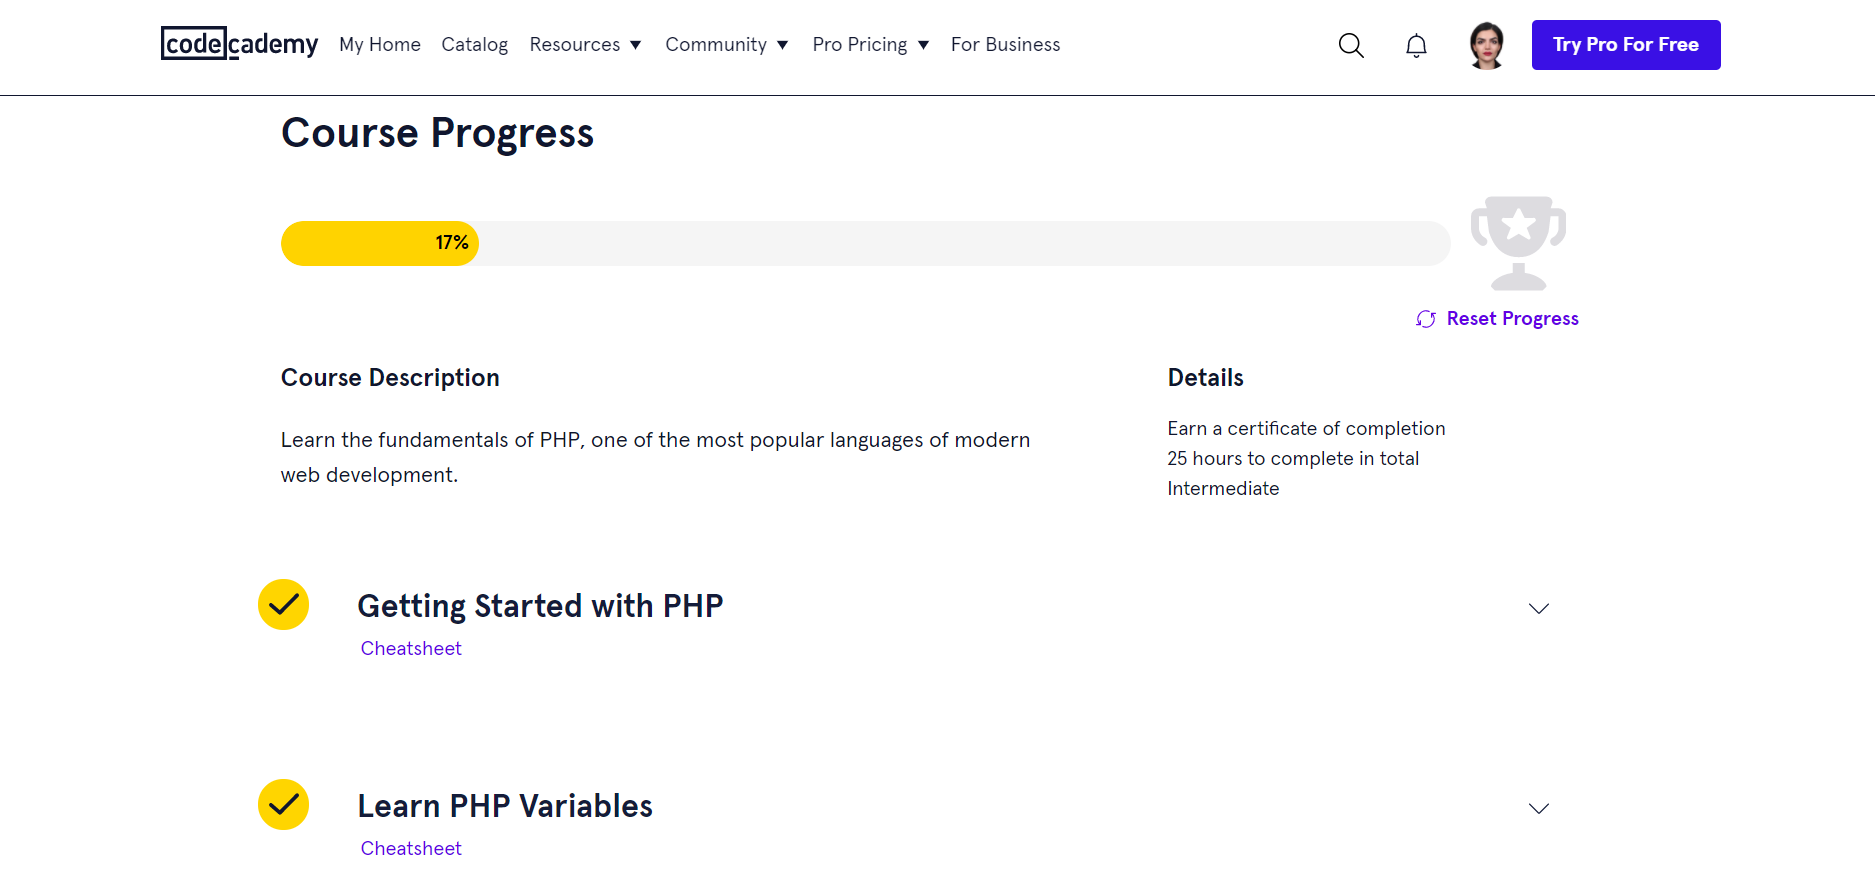 codecademy My Home Catalog Resources Community Pro Pricing For Business Try Pro For Free
Course Progress
17%
Reset Progress
Course Description
Learn the fundamentals of PHP, one of the most popular languages of modern
web development.
Details
Earn a certificate of completion
25 hours to complete in total
Intermediate
Getting Started with PHP
Cheatsheet
Learn PHP Variables
Cheatsheet